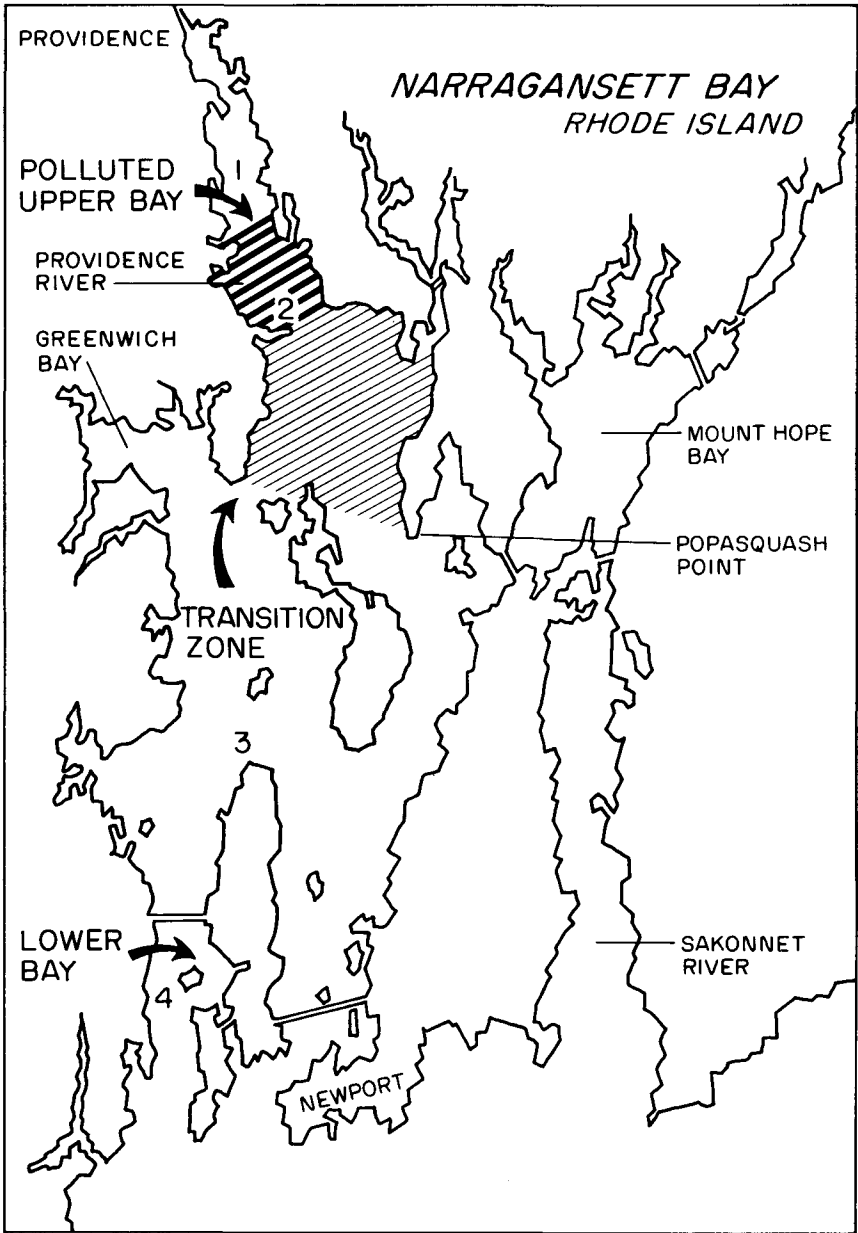 PROVIDENCE
NARRAGANSETT BAY
RHODE ISLAND
1
POLLUTED
UPPER BAY
PROVIDENCE
RIVER
2
GREENWICH
BAY
MOUNT HOPE
BAY
POPASQUASH
POINT
TRANSITION
ZONE
3
LOWER
BAY
SAKONNET
RIVER
4
NEWPORT